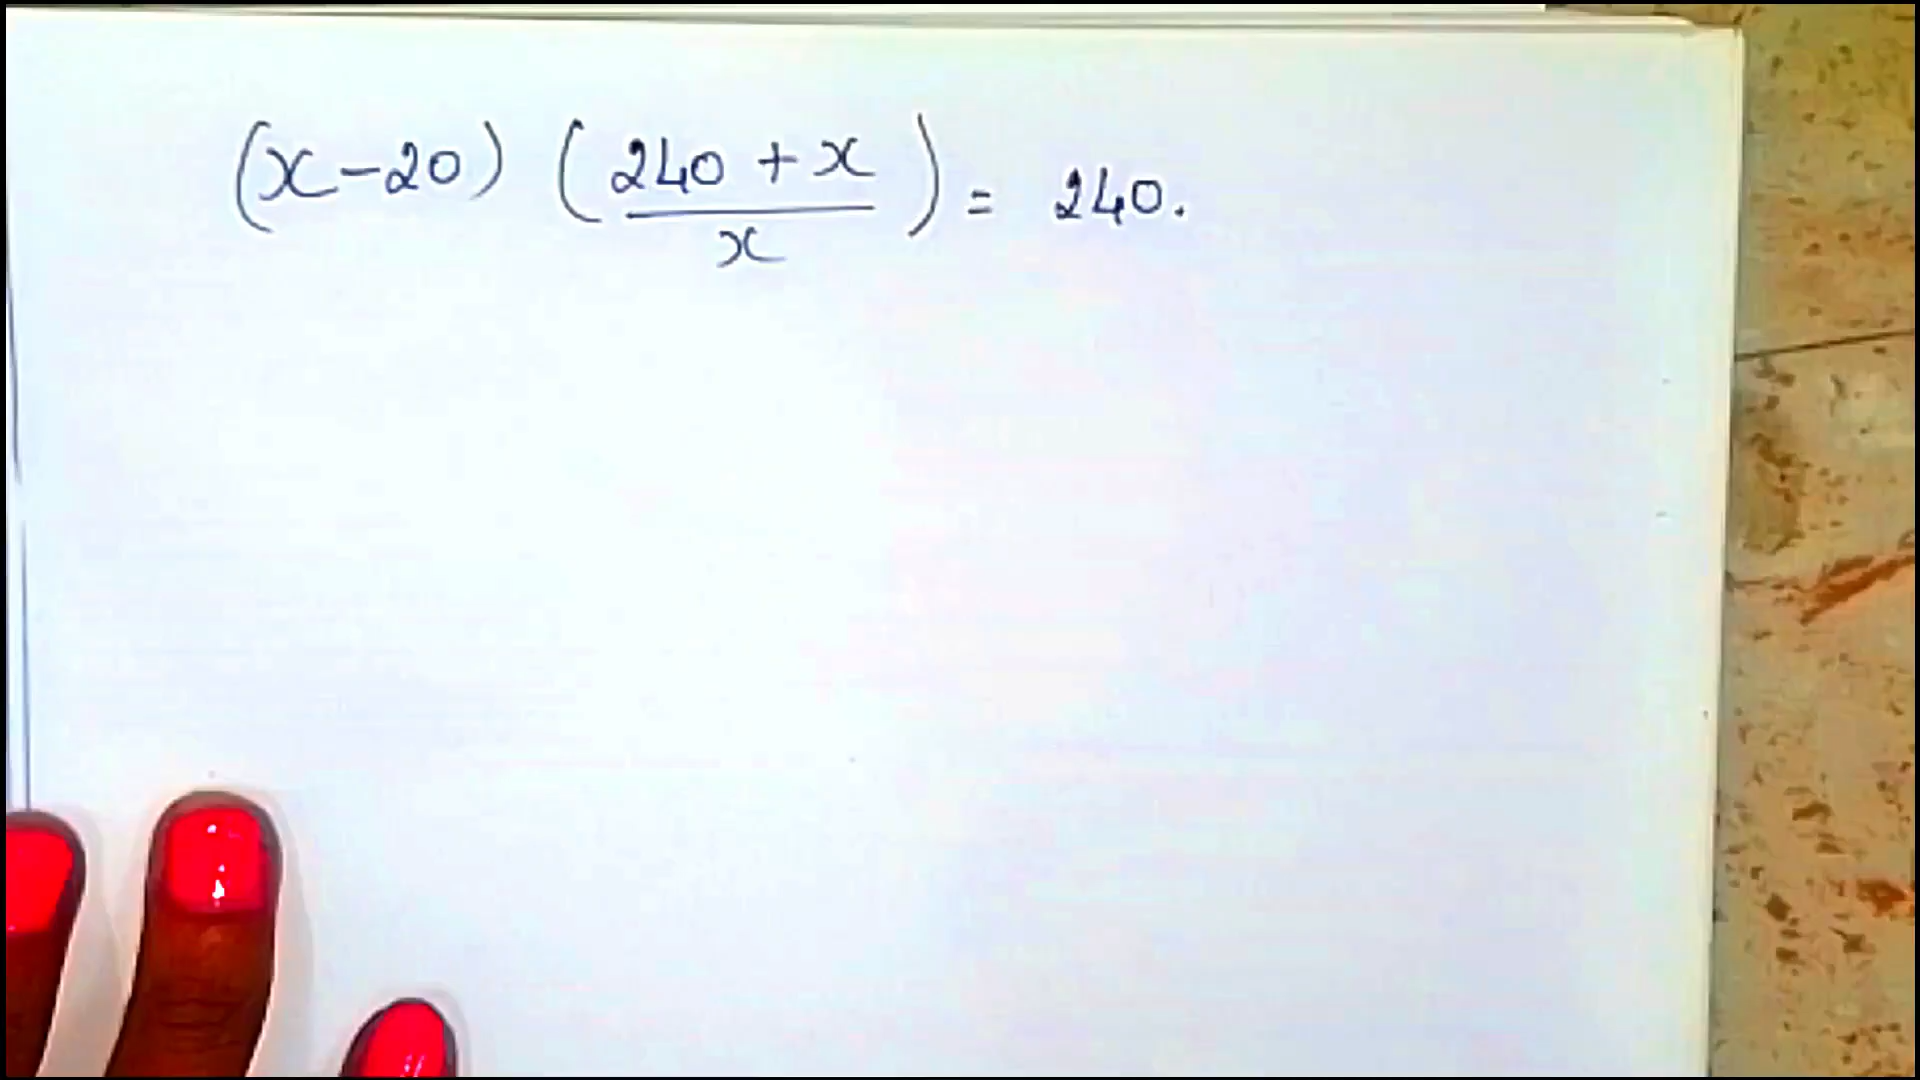 (x-20) (240+x/x) = 240.